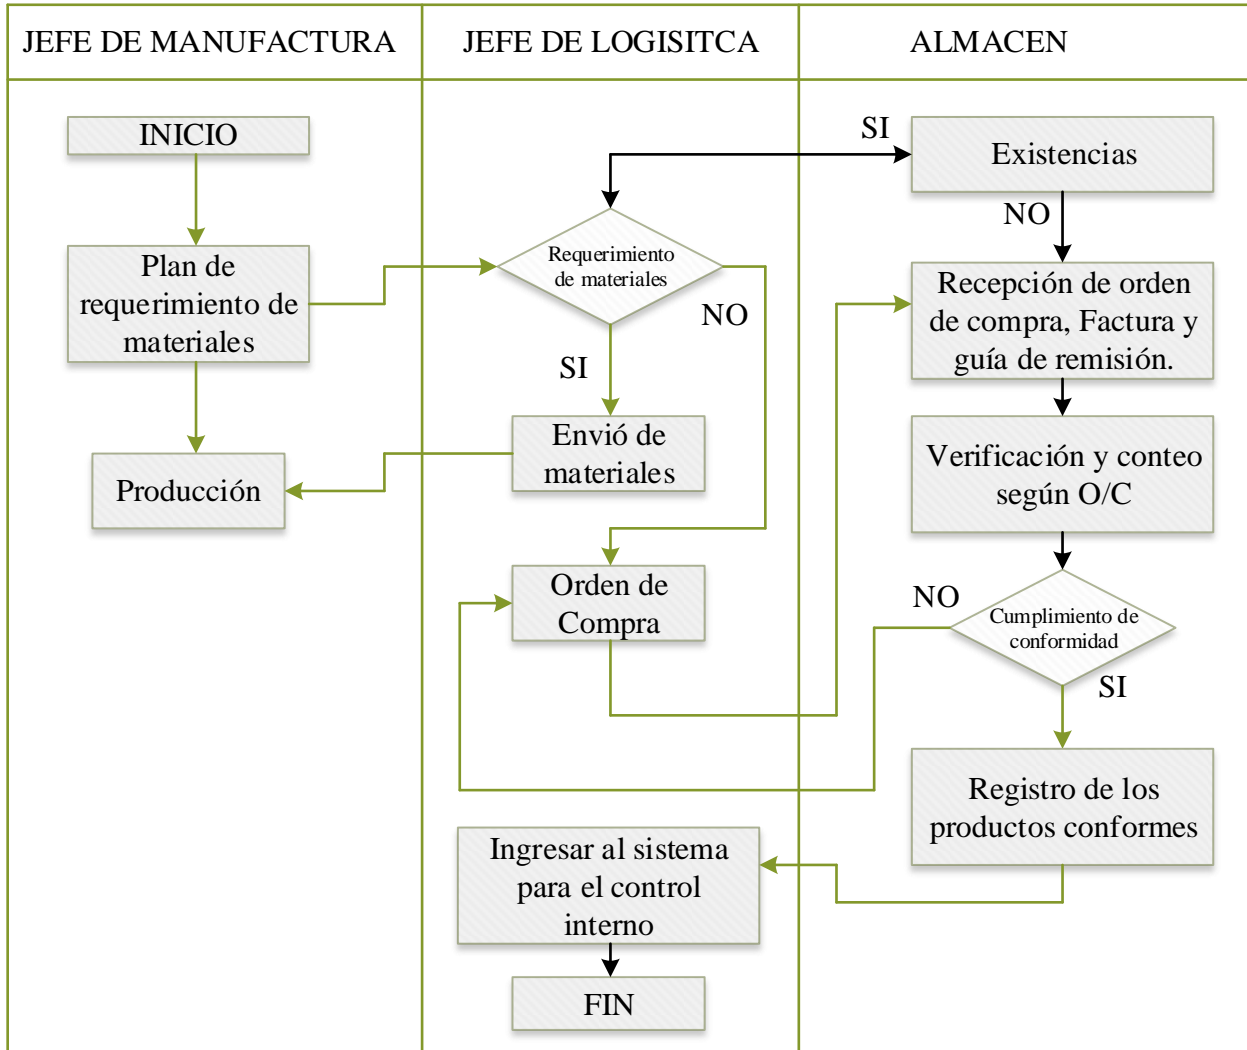 JEFE DE MANUFACTURA
JEFE DE LOGISITCA
ALMACEN
INICIO
Plan de
requerimiento de
materiales
Producción
Requerimiento
de materiales
NO
SI
Envió de
materiales
Orden de
Compra
Ingresar al sistema
para el control
interno
FIN
SI
Existencias
NO
Recepción de orden
de compra, Factura y
guía de remisión.
Verificación y conteo
según O/C
NO
Cumplimiento de
conformidad
SI
Registro de los
productos conformes